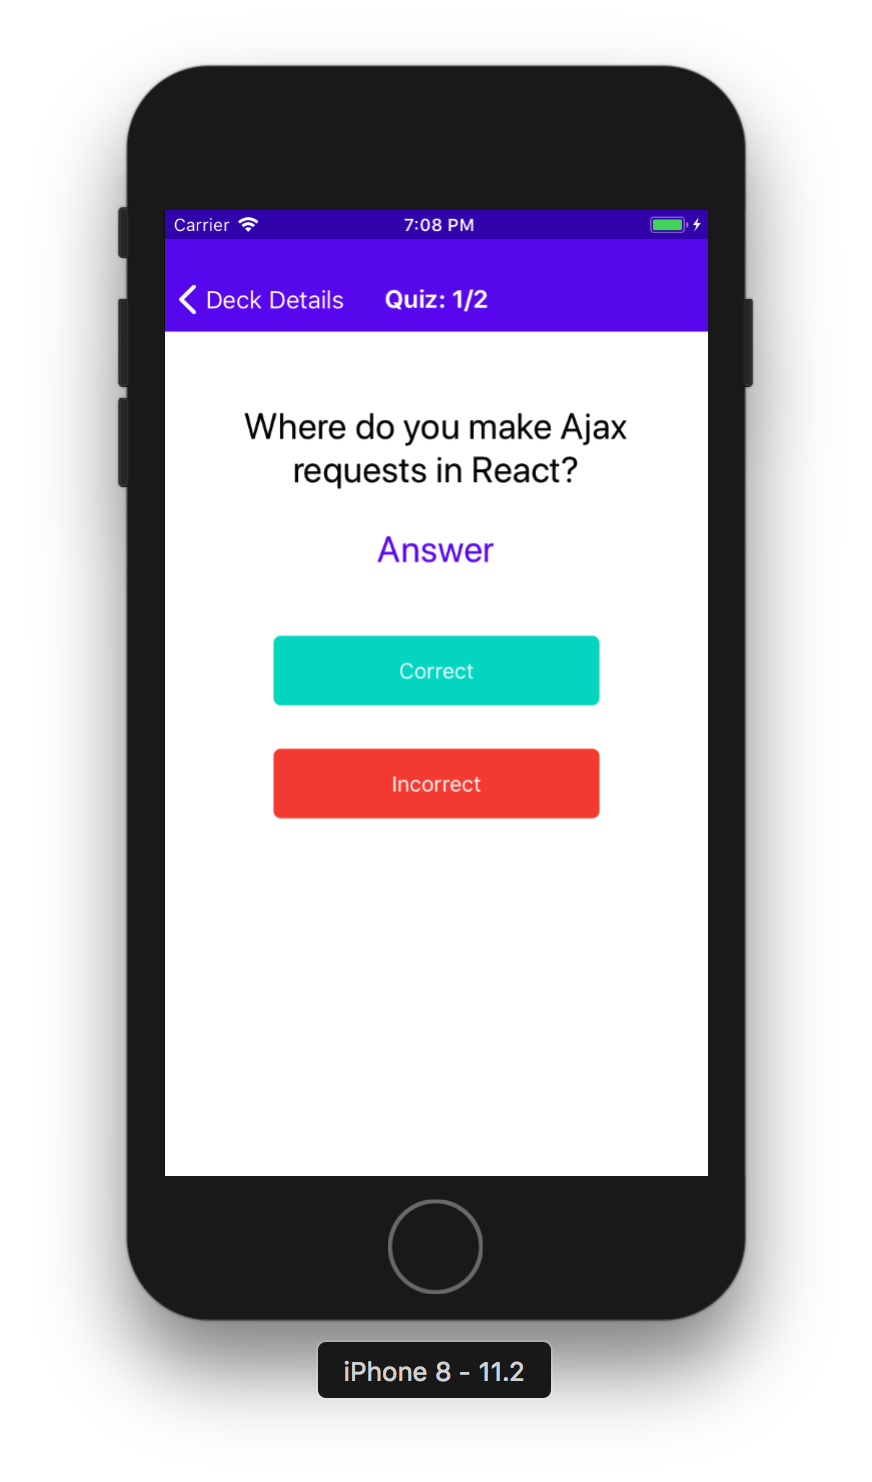 Carrier 7:08 PM
Deck Details Quiz: 1/2
Where do you make Ajax
requests in React?
Answer
Correct
Incorrect
iPhone 8 - 11.2